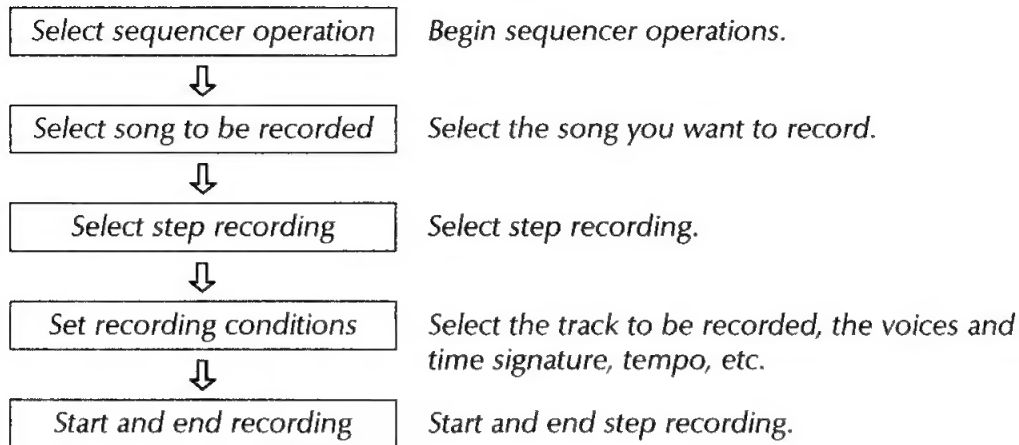 Select sequencer operation
Begin sequencer operations.
Select song to be recorded
Select the song you want to record.
Select step recording
Select step recording.
Set recording conditions
Select the track to be recorded, the voices and
time signature, tempo, etc.
Start and end recording
Start and end step recording.